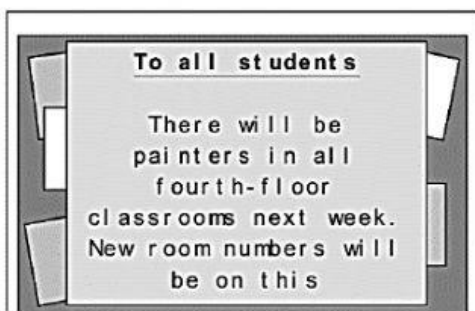 To all students
There will be
painters in all
fourth-floor
classrooms next week.
New room numbers will
be on this